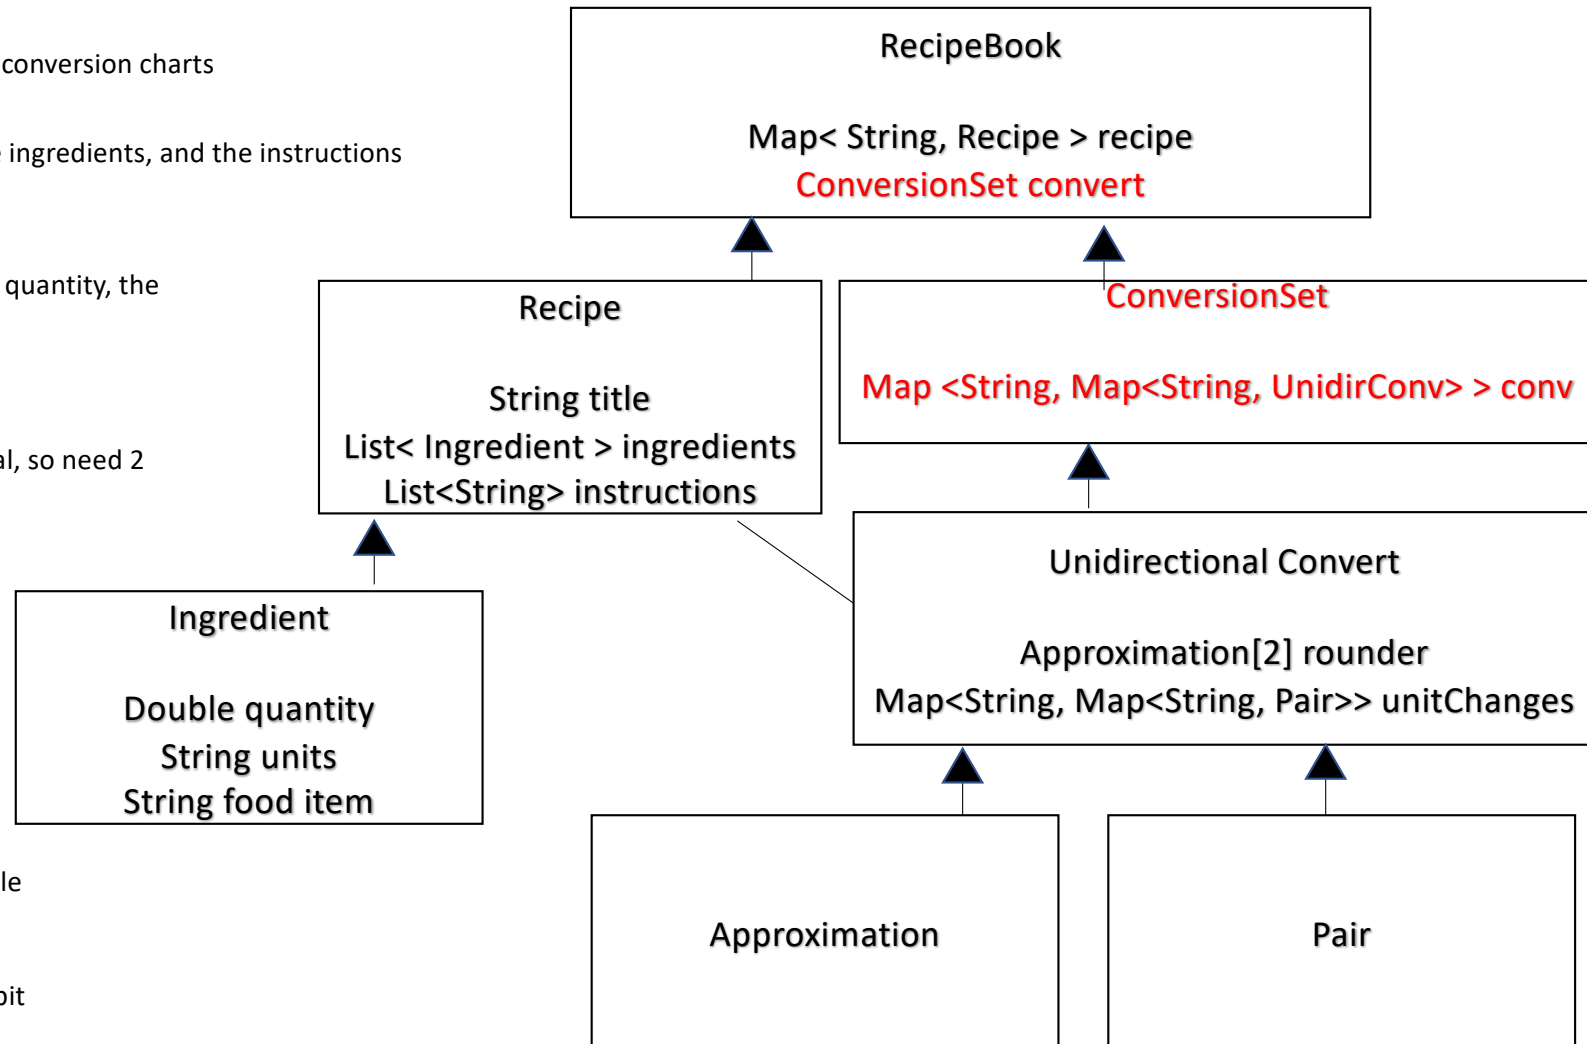 conversion charts
e ingredients, and the instructions
quantity, the
al, so need 2
le
bit
RecipeBook
Map< String, Recipe > recipe
ConversionSet convert
Recipe
String title
List< Ingredient > ingredients
List<String> instructions
ConversionSet
Map <String, Map<String, UnidirConv> > conv
Ingredient
Double quantity
String units
String food item
Unidirectional Convert
Approximation[2] rounder
Map<String, Map<String, Pair>> unitChanges
Approximation
Pair